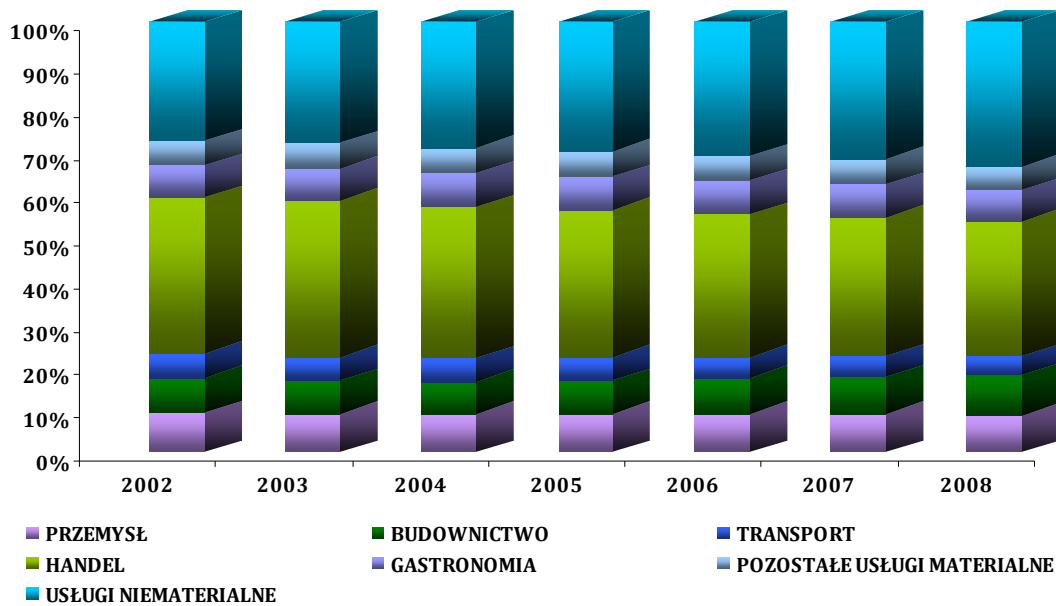 100%
90%
80%
70%
60%
50%
40%
30%
20%
10%
0%
2002 2003 2004 2005 2006 2007 2008
PRZEMYSŁ BUDOWNICTWO TRANSPORT
HANDEL GASTRONOMIA POZOSTAŁE USŁUGI MATERIALNE
USŁUGI NIEMATERIALNE